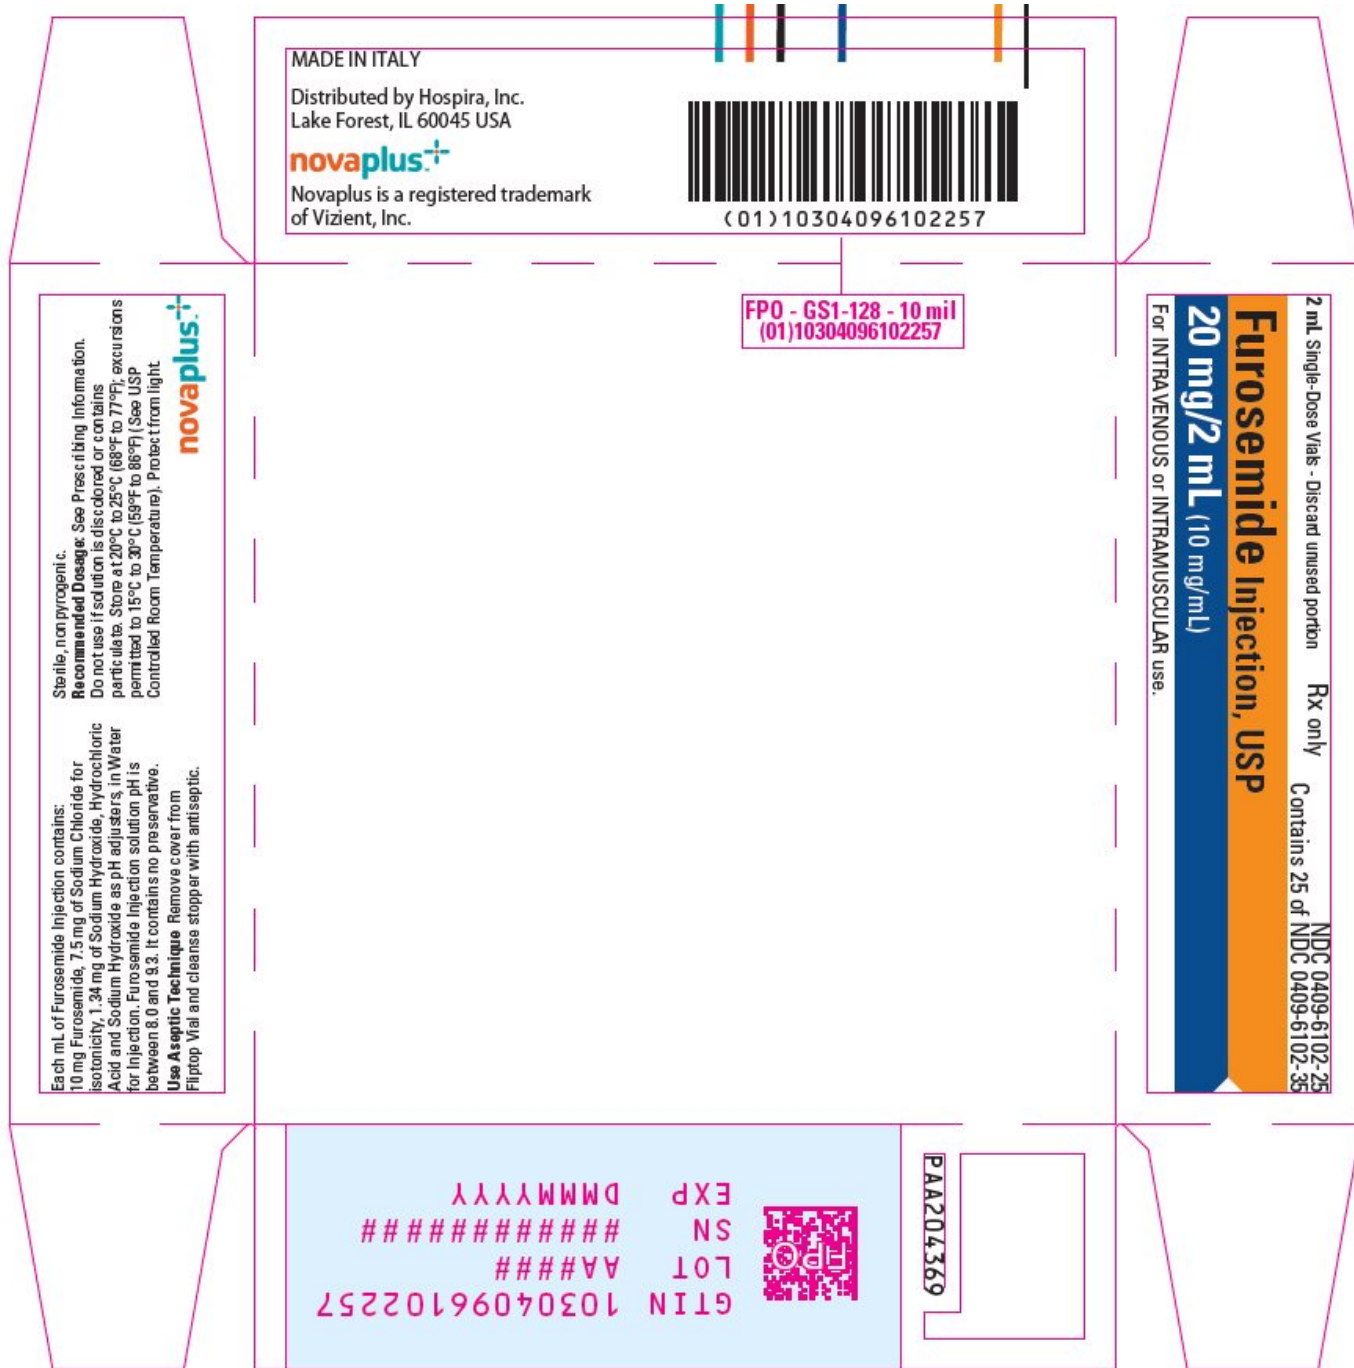 MADE IN ITALY
Distributed by Hospira, Inc.
Lake Forest, IL 60045 USA
novaplus™
Novaplus is a registered trademark
of Vizient, Inc.
(01)10304096102257
FPO - GS1-128 - 10 mil
(01)10304096102257
Each mL of Furosemide Injection contains:
10 mg Furosemide, 7.5 mg of Sodium Chloride for
isotonicity, 1.34 mg of Sodium Hydroxide, Hydrochloric
Acid and Sodium Hydroxide as pH adjusters, in Water
for Injection. Furosemide Injection solution pH is
between 8.0 and 9.3. It contains no preservative.
Use Aseptic Technique Remove cover from
Fliptop Vial and cleanse stopper with antiseptic.
Sterile, nonpyrogenic.
Recommended Dosage: See Prescribing Information.
Do not use if solution is discolored or contains
particulate. Store at 20°C to 25°C (68°F to 77°F); excursions
permitted to 15°C to 30°C (59°F to 86°F) (See USP
Controlled Room Temperature). Protect from light.
novaplus™
2 mL Single-Dose Vials - Discard unused portion
Rx only
NDC 0409-6102-25
Contains 25 of NDC 0409-6102-35
Furosemide Injection, USP
20 mg/2 mL (10 mg/mL)
For INTRAVENOUS or INTRAMUSCULAR use.
GTIN 10304096102257
LOT AA####
SN ############
EXP DMMMYYYY
FPO
PAA204369